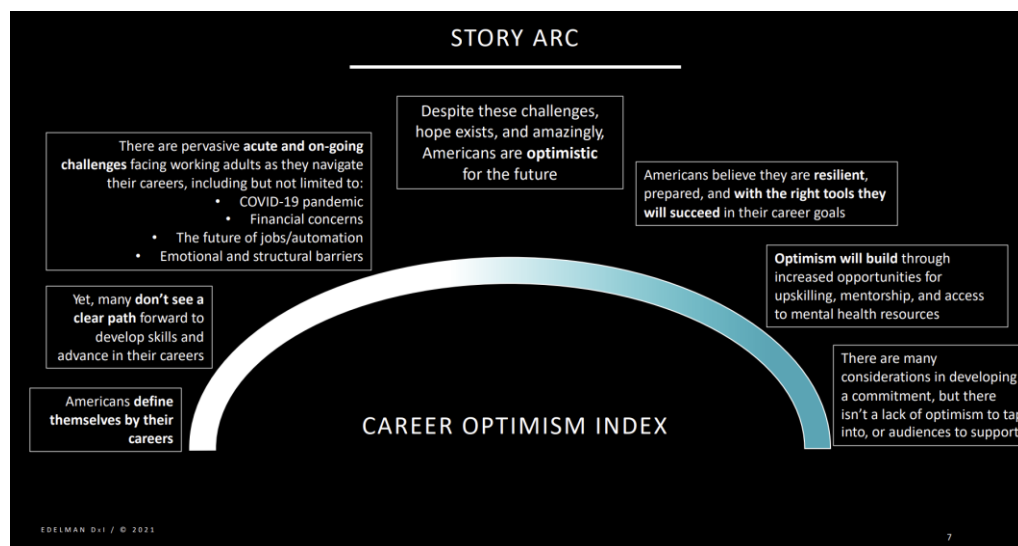 STORY ARC
Despite these challenges,
hope exists, and amazingly,
Americans are optimistic
for the future
There are pervasive acute and on-going
challenges facing working adults as they navigate
their careers, including but not limited to:
• COVID-19 pandemic
• Financial concerns
• The future of jobs/automation
• Emotional and structural barriers
Americans believe they are resilient,
prepared, and with the right tools they
will succeed in their career goals
Optimism will build through
increased opportunities for
upskilling, mentorship, and access
to mental health resources
Yet, many don’t see a
clear path forward to
develop skills and
advance in their careers
There are many
considerations in developing
a commitment, but there
isn’t a lack of optimism to tap
into, or audiences to support
Americans define
themselves by their
careers
CAREER OPTIMISM INDEX
EDELMAN DxI / © 2021
7